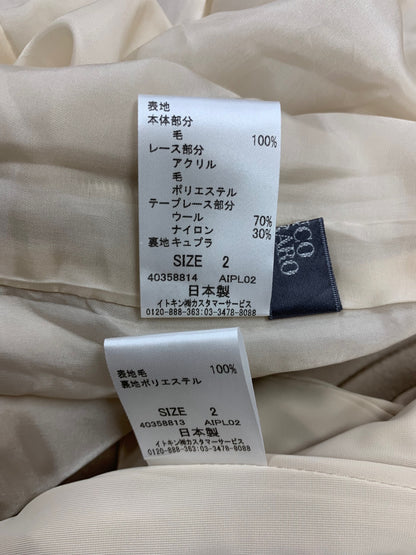 表地
本体部分
毛 100%
レース部分
アクリル
毛
ポリエステル
テープレース部分
ウール 70%
ナイロン 30%
裏地キュプラ
SIZE 2
40358814 AIPL02
日本製
イトキン㈱カスタマーサービス
0120-888-363:03-3478-8088
CO
ARO
表地毛 100%
裏地ポリエステル
SIZE 2
40358813 AIPL02
日本製
イトキン㈱カスタマーサービス
0120-888-363:03-3478-8088